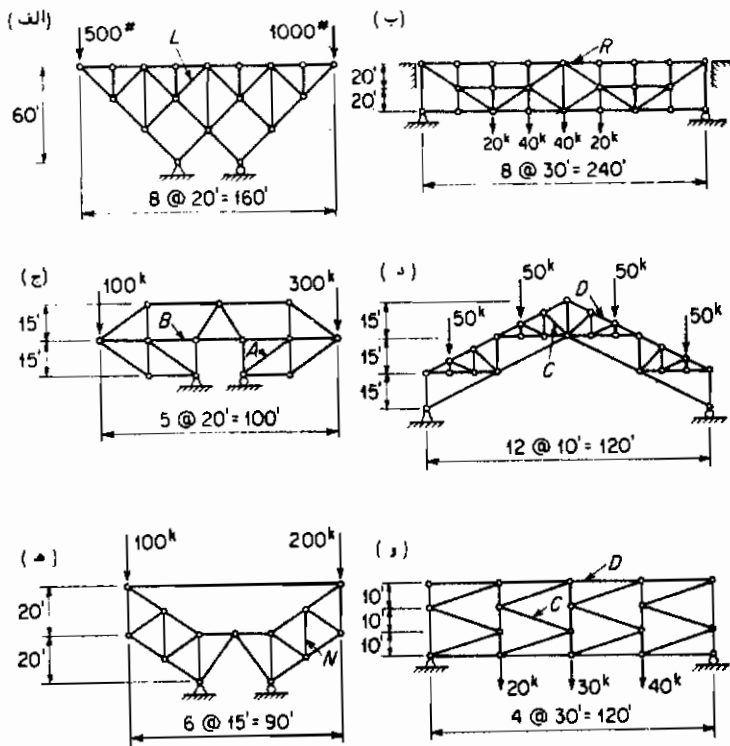 (الف)
500#
L
1000#
60'
8 @ 20' = 160'
(ب)
R
20'
20'
20k 40k 40k 20k
8 @ 30' = 240'
(ج)
100k
300k
B
A
15'
15'
5 @ 20' = 100'
(د)
50k
50k
50k
50k
D
C
15'
15'
15'
12 @ 10' = 120'
(هـ)
100k
200k
20'
20'
N
6 @ 15' = 90'
(و)
D
C
10'
10'
10'
20k 30k 40k
4 @ 30' = 120'